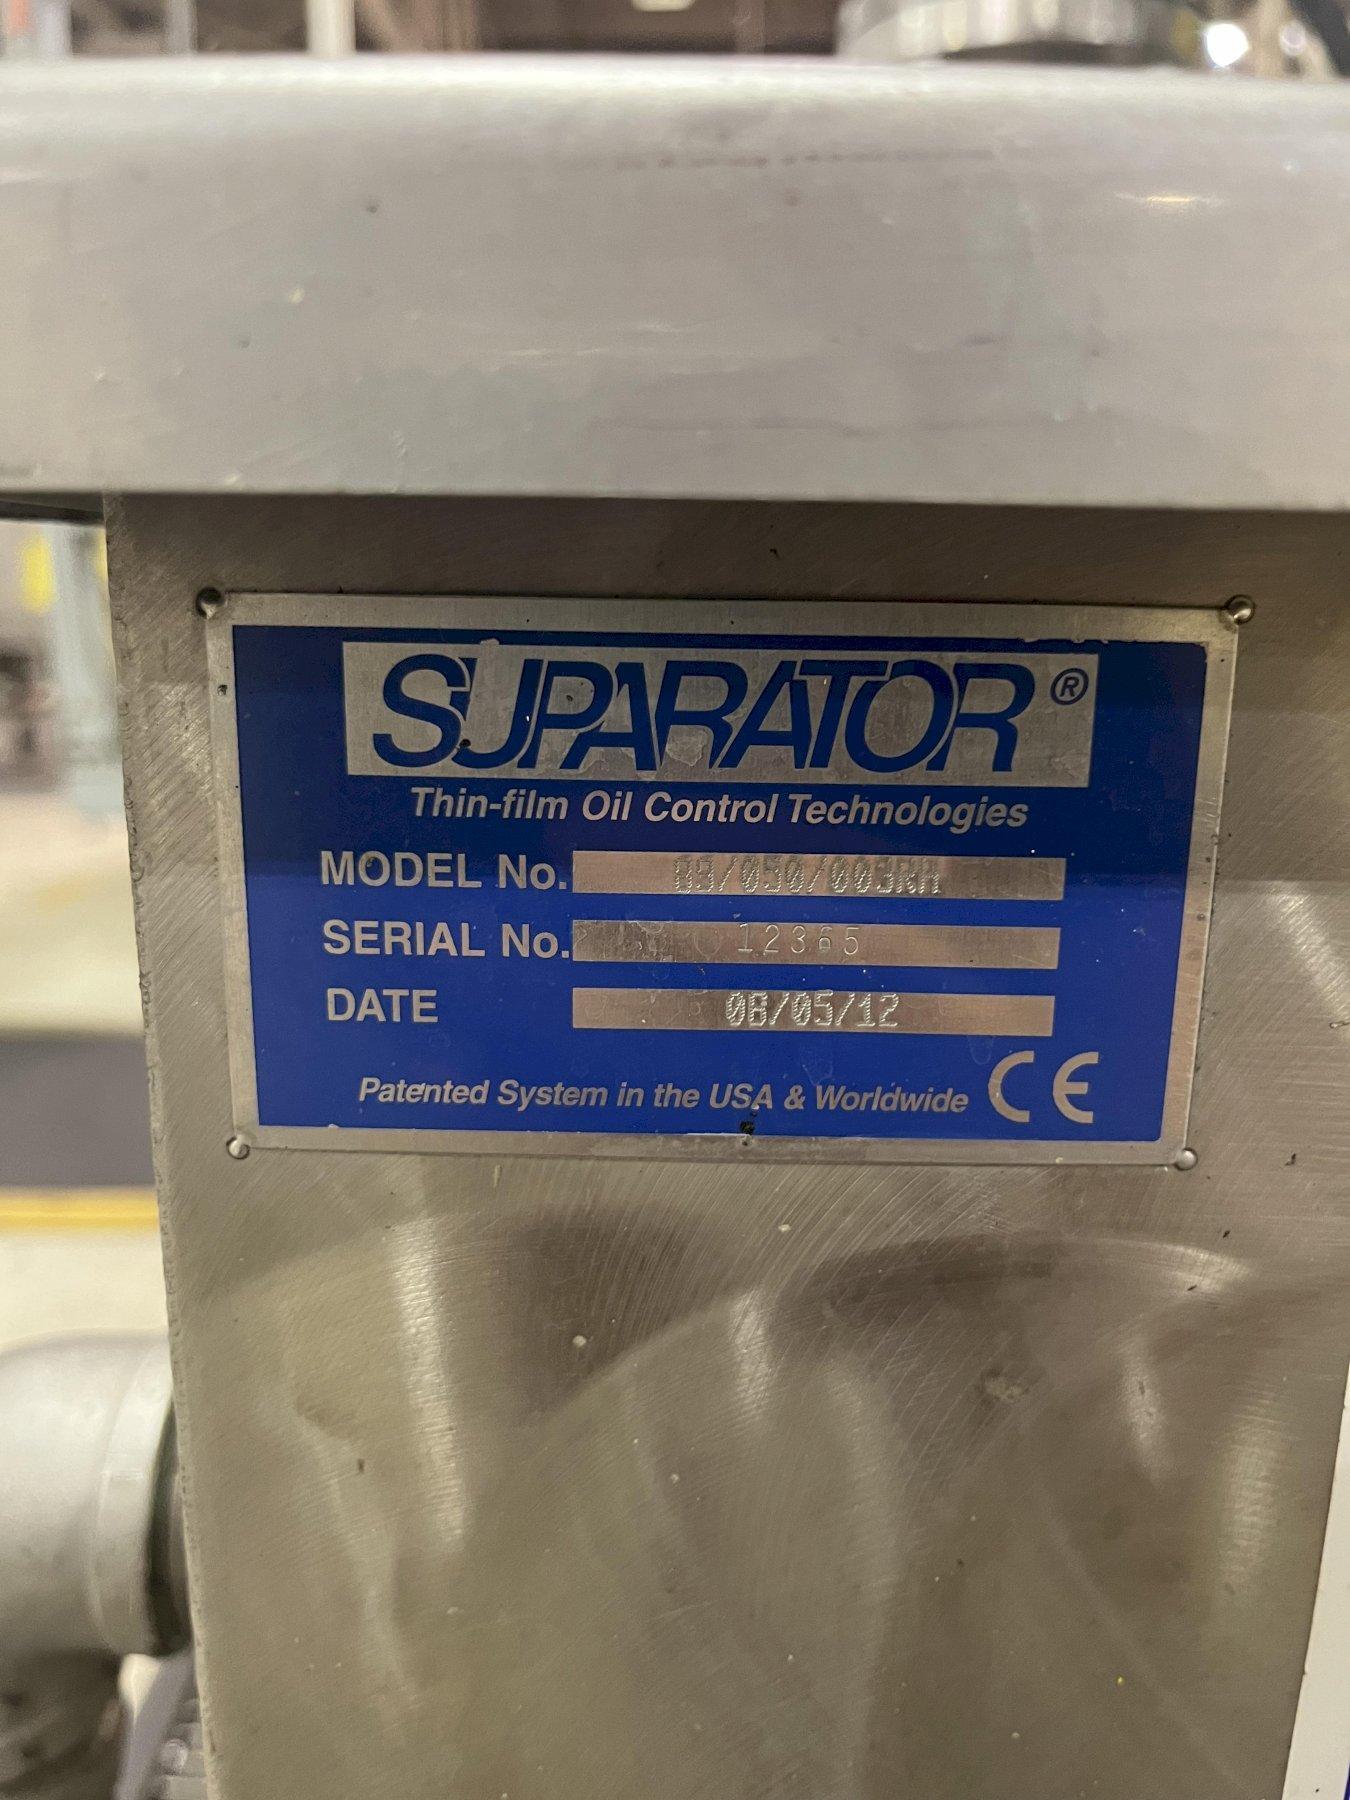 SUPARATOR®
Thin-film Oil Control Technologies
MODEL No.
SERIAL No. 12365
DATE 08/05/12
Patented System in the USA & Worldwide CE